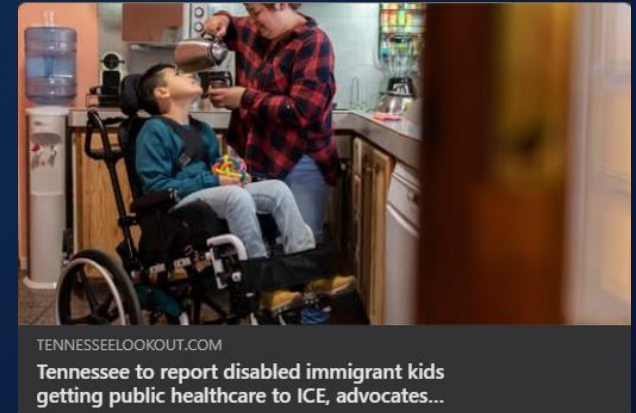 TENNESSEELOOKOUT.COM
Tennessee to report disabled immigrant kids
getting public healthcare to ICE, advocates...